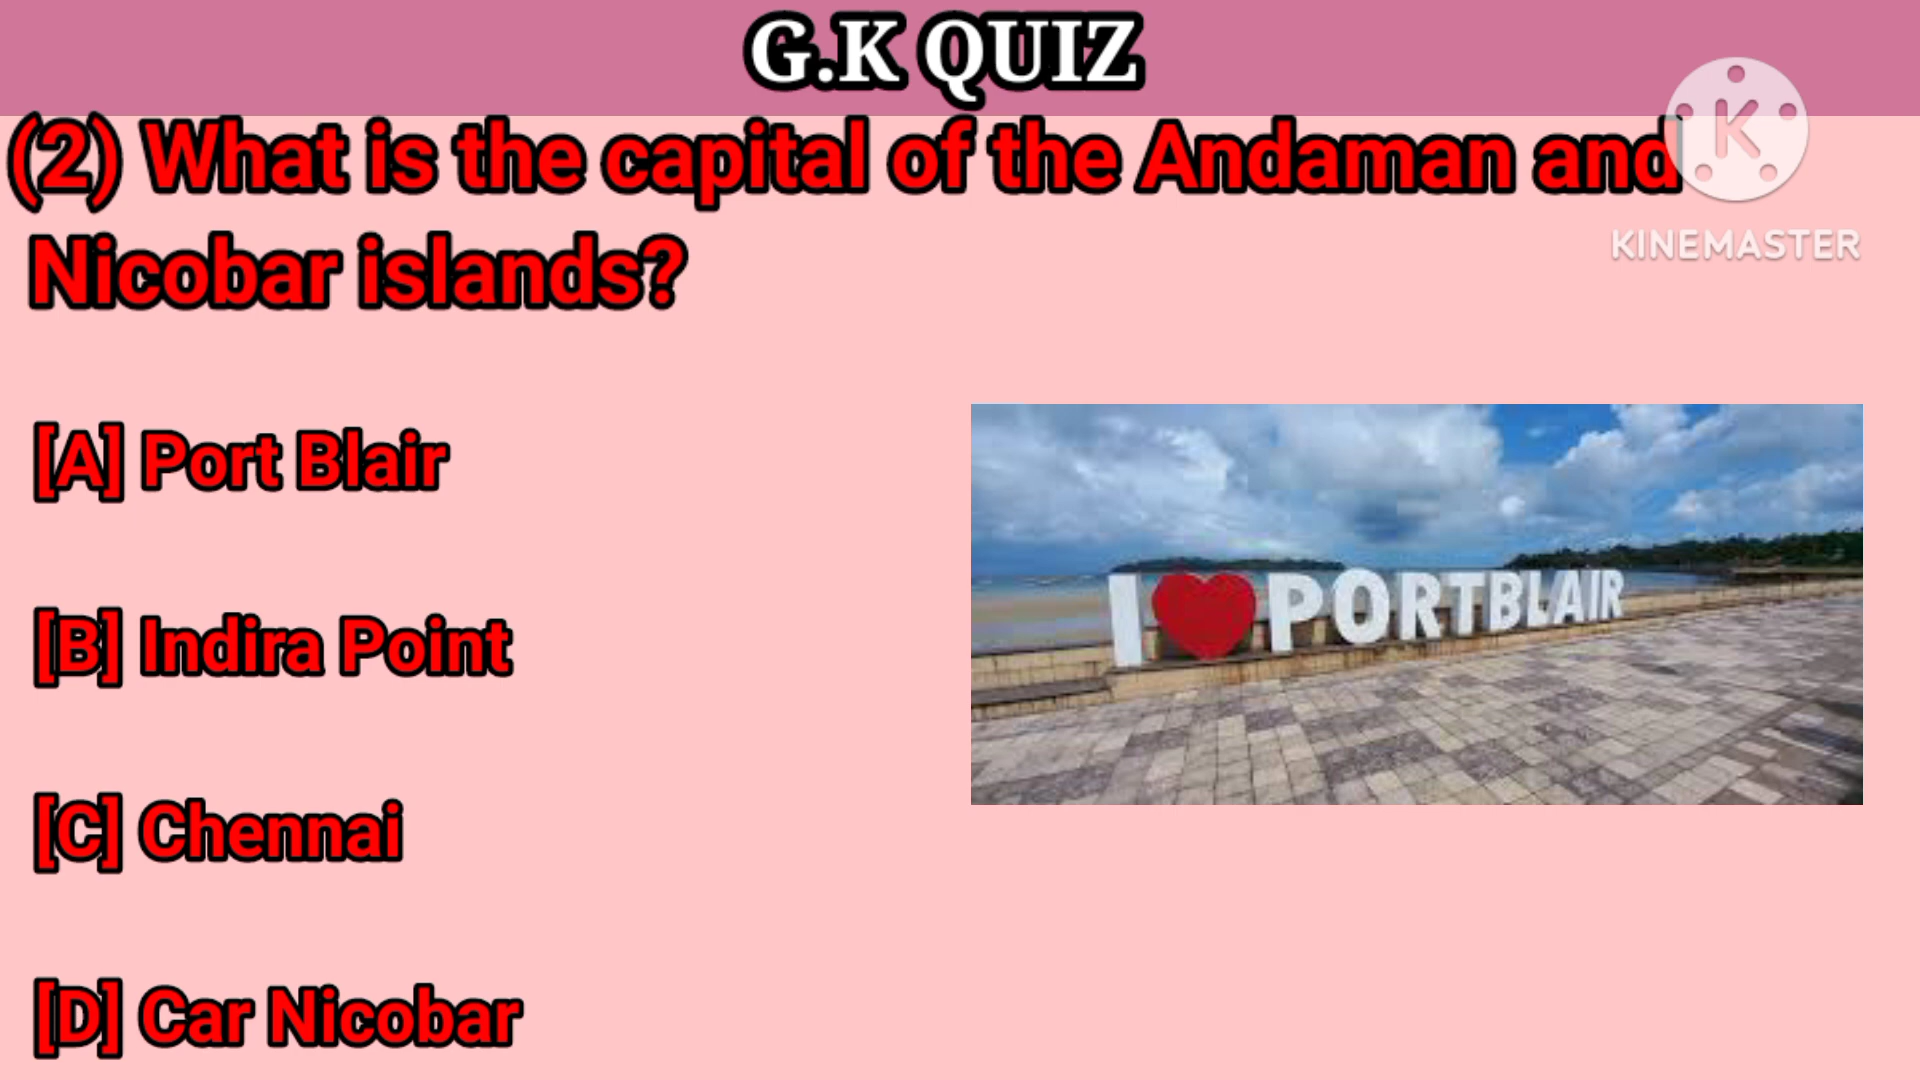 G.K QUIZ
(2) What is the capital of the Andaman and
Nicobar islands?
K
KINEMASTER
[A] Port Blair
I ❤ PORTBLAIR
[B] Indira Point
[C] Chennai
[D] Car Nicobar